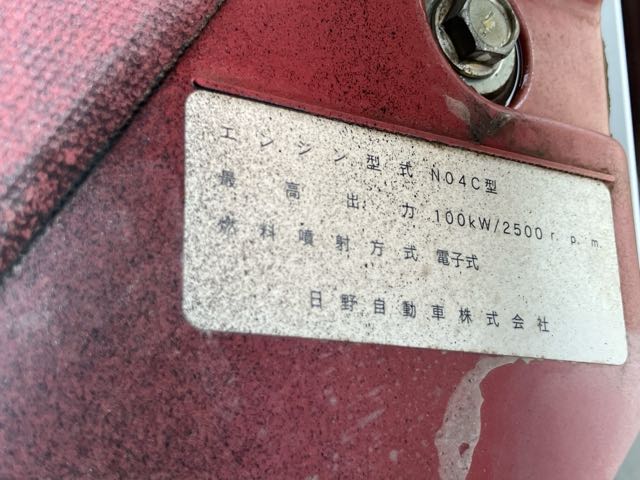 エンジン型式 N04C型
最高出力 100kW/2500r.p.m.
燃料噴射方式 電子式
日野自動車株式会社